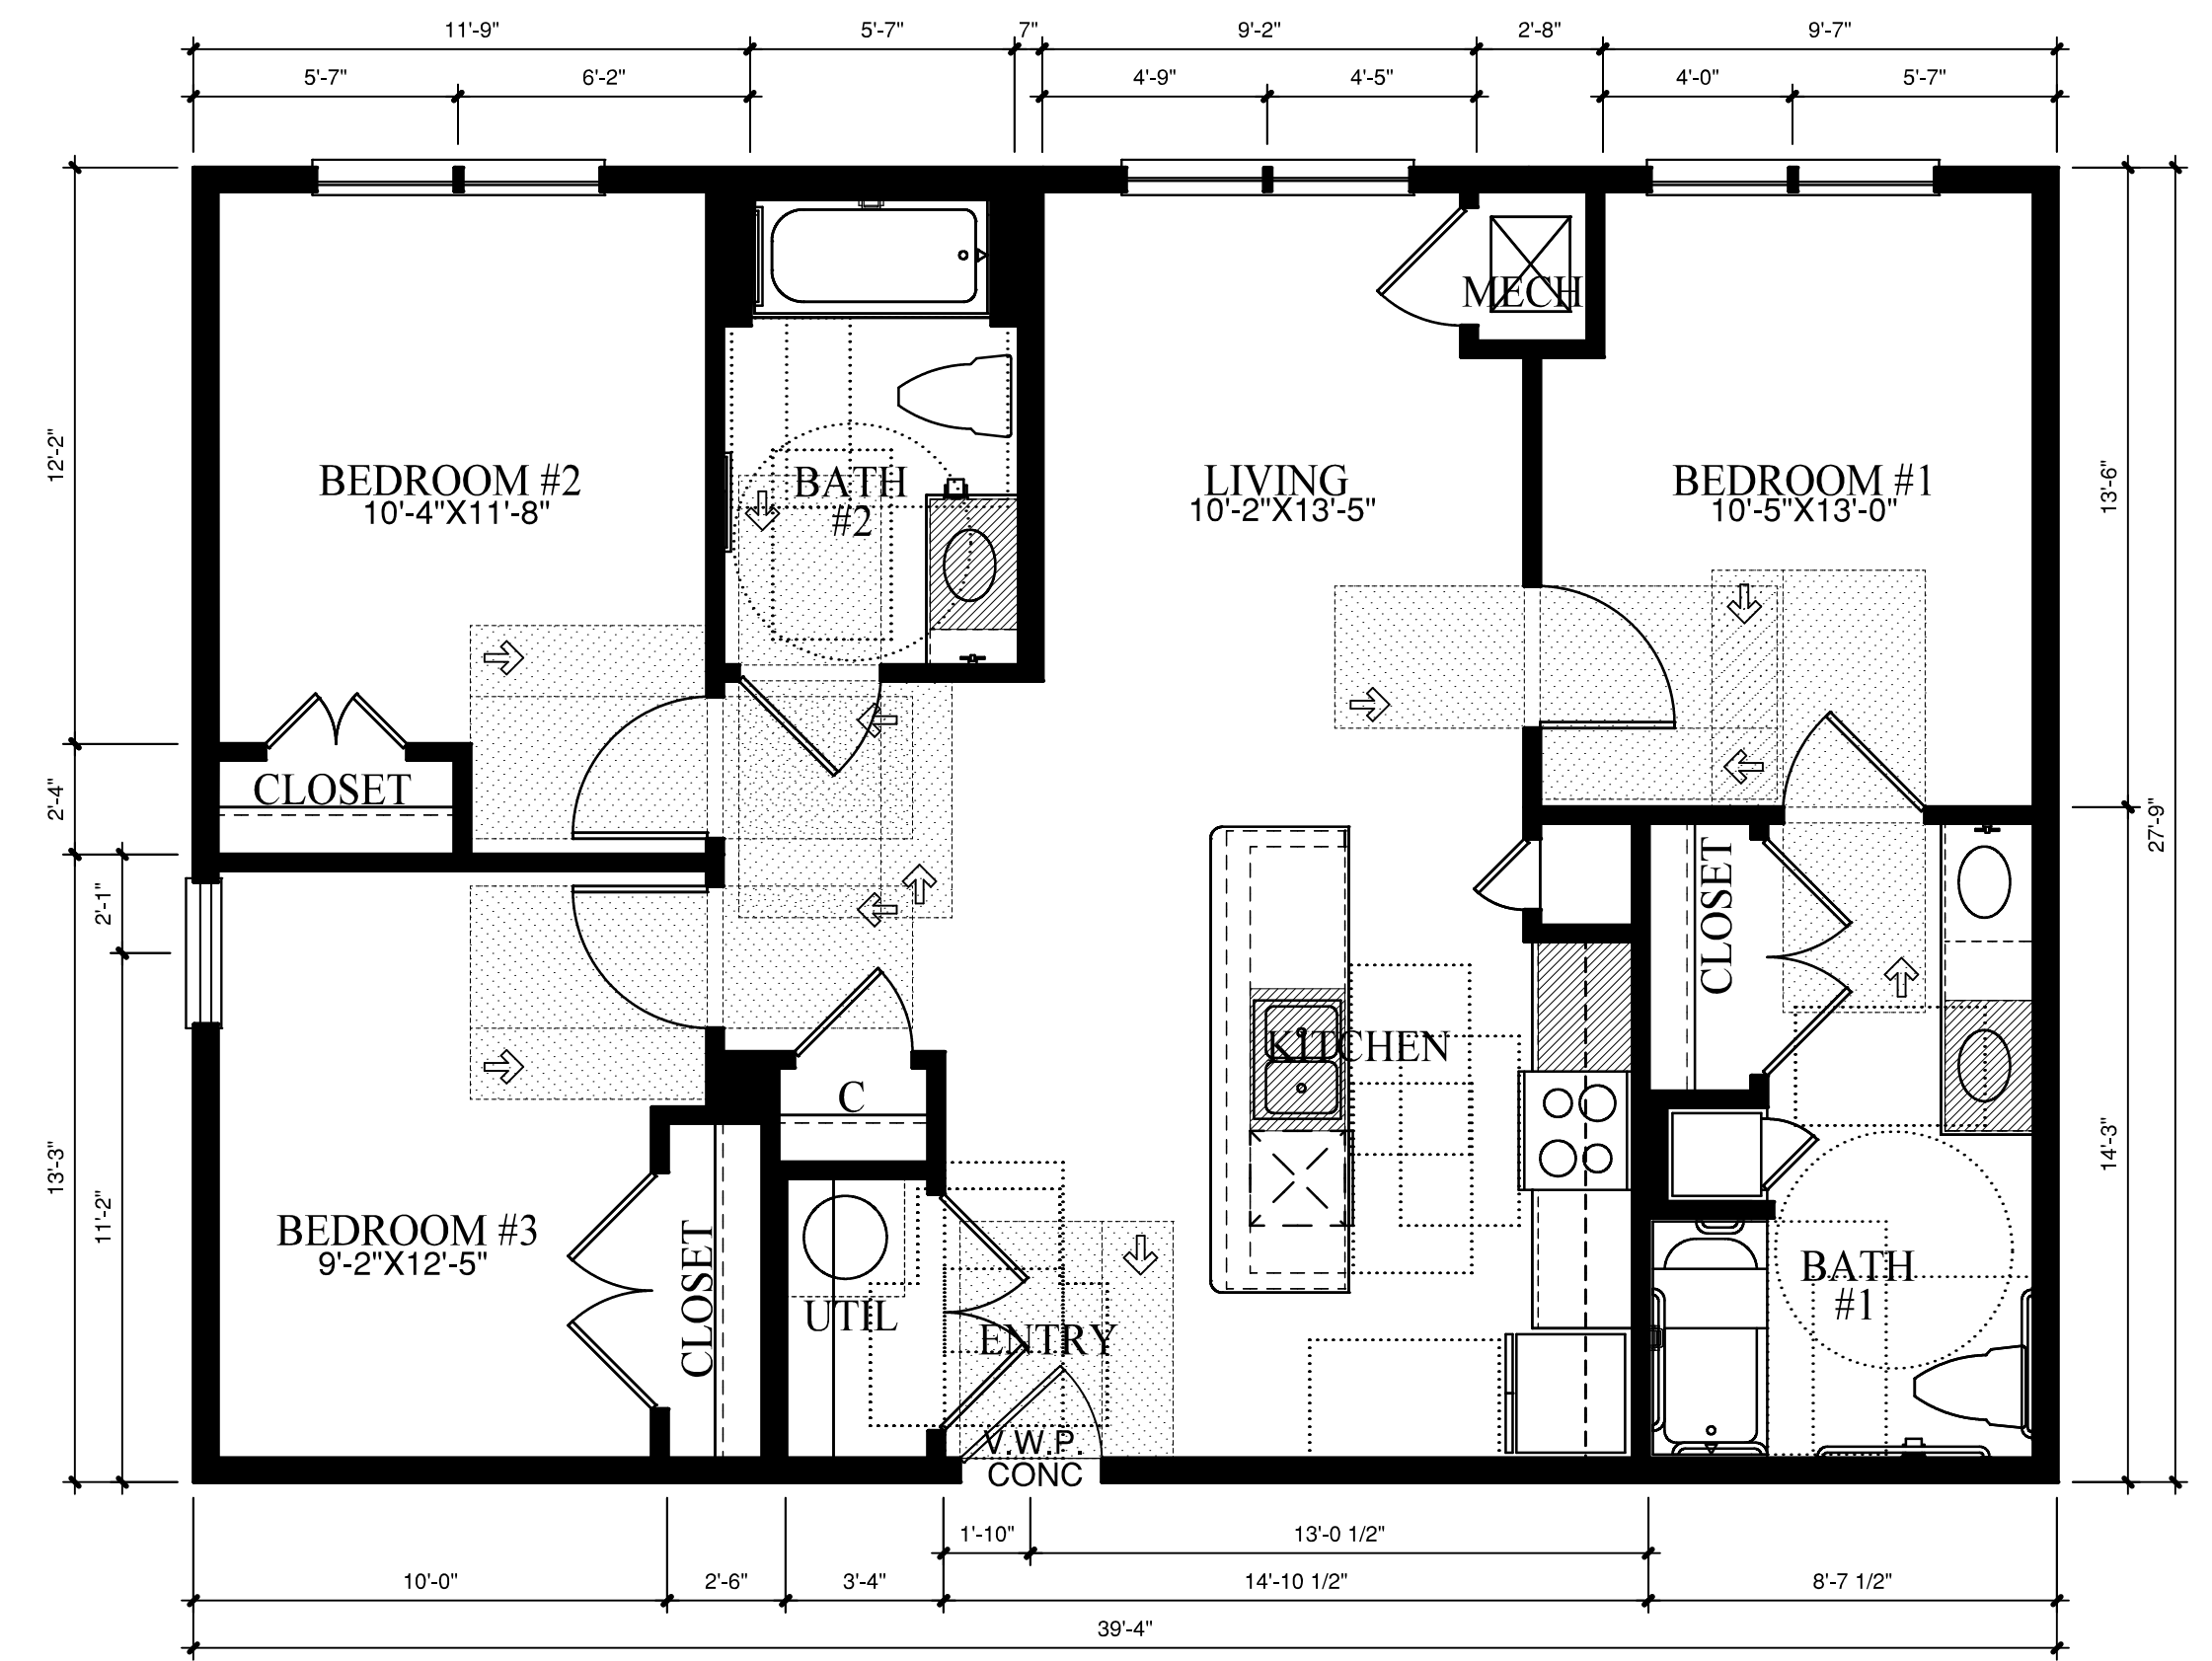 11'-9"
5'-7"
7"
9'-2"
2'-8"
9'-7"
5'-7"
6'-2"
4'-9"
4'-5"
4'-0"
5'-7"
MECH
12'-2"
BEDROOM #2
10'-4"X11'-8"
BATH
#2
LIVING
10'-2"X13'-5"
BEDROOM #1
10'-5"X13'-0"
13'-6"
2'-4"
CLOSET
27'-9"
2'-1"
CLOSET
KITCHEN
C
13'-3"
11'-2"
BEDROOM #3
9'-2"X12'-5"
CLOSET
UTIL
ENTRY
BATH
#1
14'-3"
V.W.P.
CONC
1'-10"
13'-0 1/2"
10'-0"
2'-6"
3'-4"
14'-10 1/2"
8'-7 1/2"
39'-4"